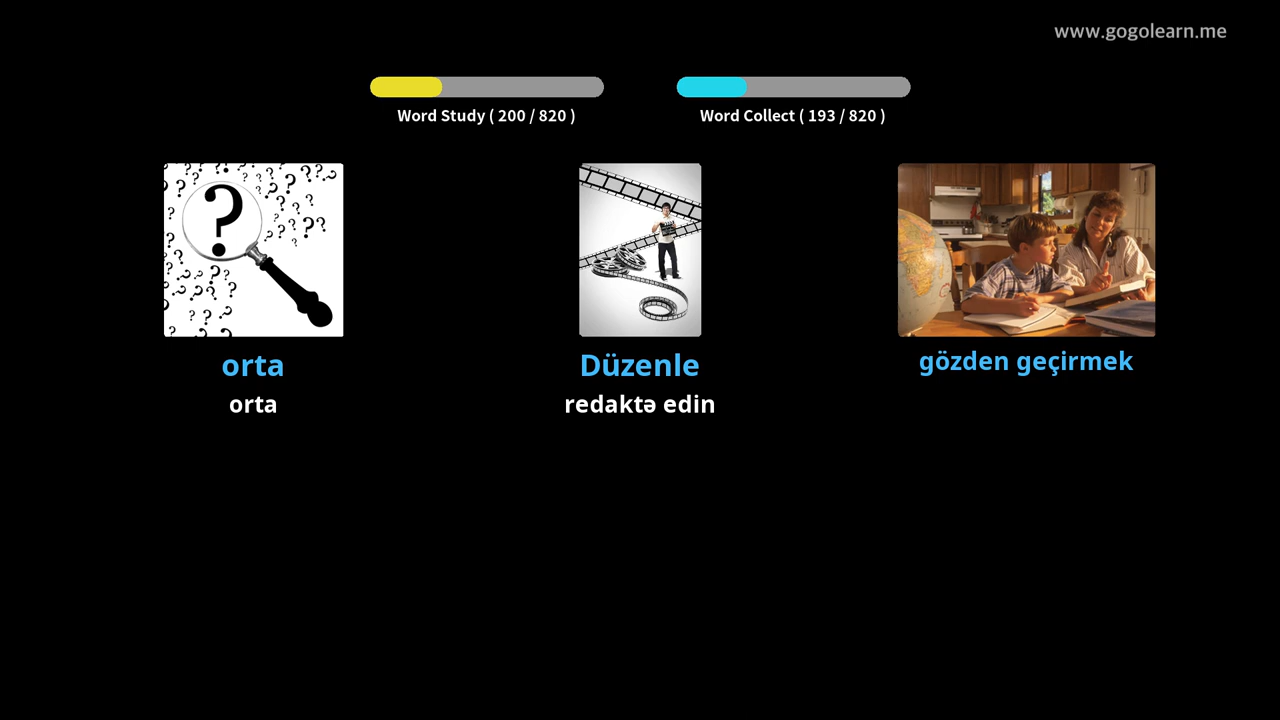 www.gogolearn.me
Word Study ( 200 / 820 )
Word Collect ( 193 / 820 )
orta
Düzenle
gözden geçirmek
orta
redaktə edin